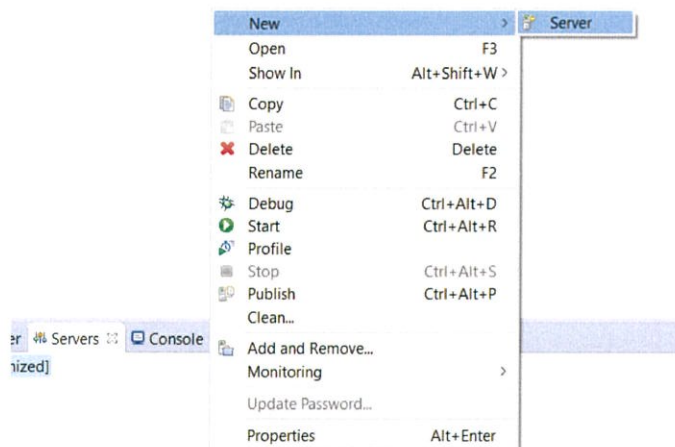 New > Server
Open F3
Show In Alt+Shift+W >
Copy Ctrl+C
Paste Ctrl+V
Delete Delete
Rename F2
Debug Ctrl+Alt+D
Start Ctrl+Alt+R
Profile
Stop Ctrl+Alt+S
Publish Ctrl+Alt+P
Clean...
er Servers Console
Add and Remove...
nized]
Monitoring >
Update Password...
Properties Alt+Enter